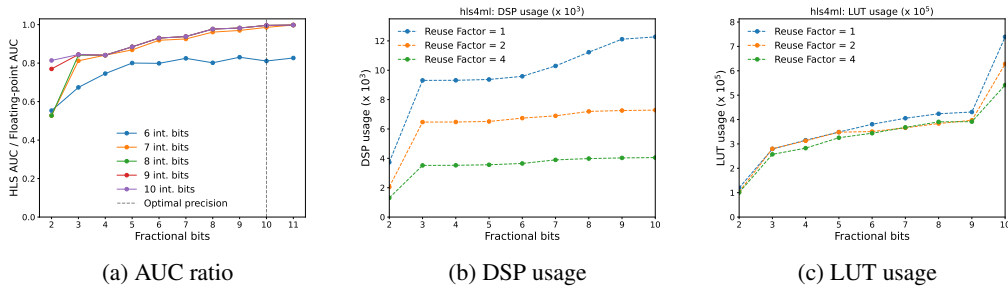 HLS AUC / Floating-point AUC
1.0
0.8
0.6
0.4
0.2
0.0
6 int. bits
7 int. bits
8 int. bits
9 int. bits
10 int. bits
Optimal precision
2 3 4 5 6 7 8 9 10 11
Fractional bits
(a) AUC ratio
hls4ml: DSP usage (x 10³)
DSP usage (x 10³)
12
10
8
6
4
2
0
Reuse Factor = 1
Reuse Factor = 2
Reuse Factor = 4
2 3 4 5 6 7 8 9 10
Fractional bits
(b) DSP usage
hls4ml: LUT usage (x 10⁵)
LUT usage (x 10⁵)
8
7
6
5
4
3
2
1
0
Reuse Factor = 1
Reuse Factor = 2
Reuse Factor = 4
2 3 4 5 6 7 8 9 10
Fractional bits
(c) LUT usage